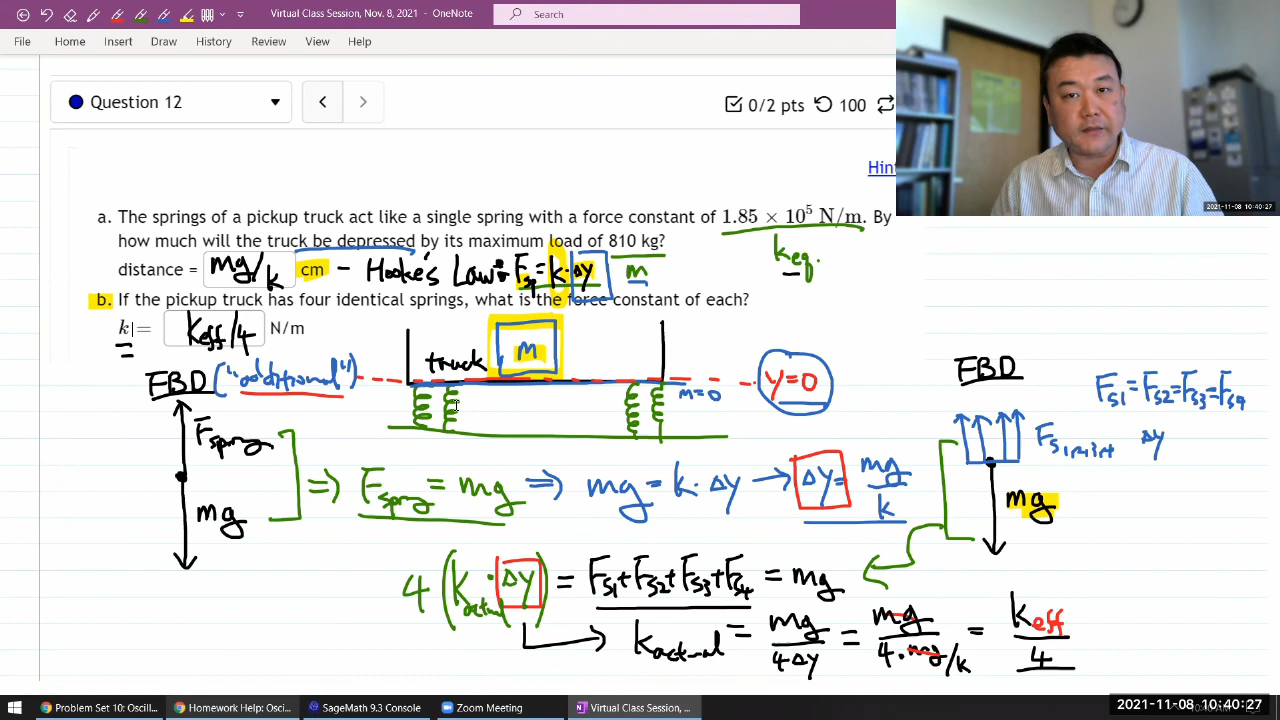 Virtual Class Session, Nov. 8, 2021 - OneNote
Search
File Home Insert Draw History Review View Help
Question 12
0/2 pts 100
Hin
a. The springs of a pickup truck act like a single spring with a force constant of 1.85 × 10⁵ N/m. By
how much will the truck be depressed by its maximum load of 810 kg?
keq.
distance = mg/k cm - Hooke's Law: Fsp = k·Δy
m
b. If the pickup truck has four identical springs, what is the force constant of each?
k = keff/4 N/m
truck M
FBD ("additional")
y=0
m=0
FBD
Fs1=Fs2=Fs3=Fs4
Fspring
mg
⇒ Fspring = mg ⇒ mg = k·Δy → Δy = mg/k
Δy
mg
4(kactual·Δy) = Fs1+Fs2+Fs3+Fs4 = mg
kactual = mg/4Δy = mg/4·mg/k = keff/4
Problem Set 10: Oscill...
Homework Help: Osci...
SageMath 9.3 Console
Zoom Meeting
Virtual Class Session,...
2021-11-08 10:40:27
2021-11-08 10:40:27